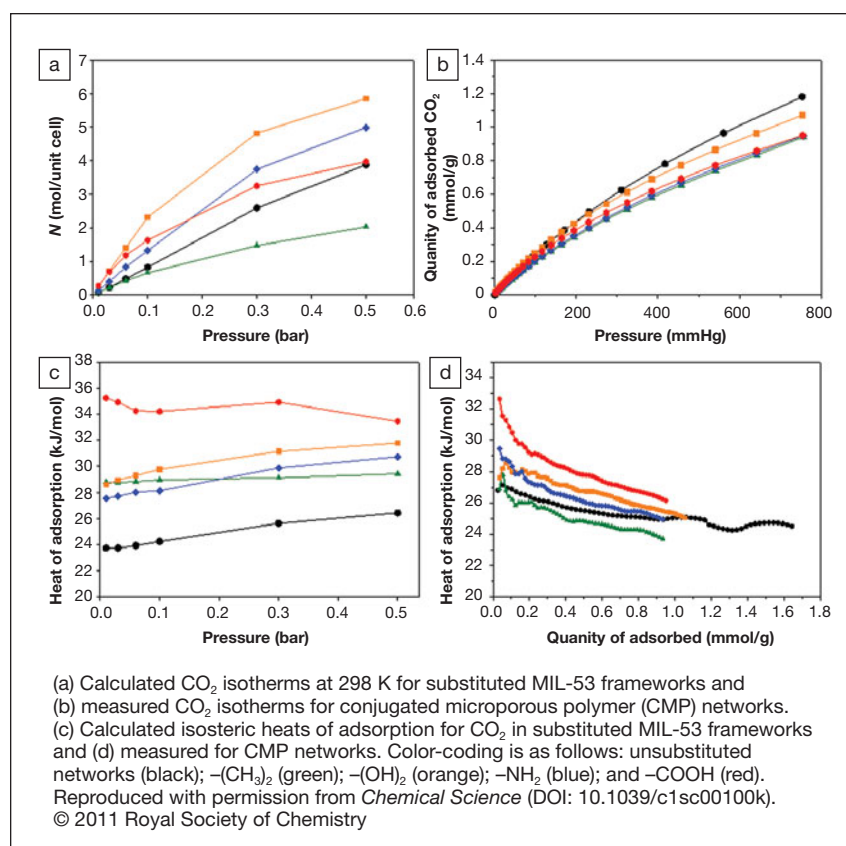 a
7
6
5
4
3
2
1
0
N (mol/unit cell)
0.0 0.1 0.2 0.3 0.4 0.5 0.6
Pressure (bar)
b
1.4
1.2
1
0.8
0.6
0.4
0.2
0
Quanity of adsorbed CO₂
(mmol/g)
200 400 600 800
Pressure (mmHg)
c
38
36
34
32
30
28
26
24
22
20
Heat of adsorption (kJ/mol)
0.0 0.1 0.2 0.3 0.4 0.5
Pressure (bar)
d
34
32
30
28
26
24
22
20
Heat of adsorption (kJ/mol)
0.0 0.2 0.4 0.6 0.8 1.0 1.2 1.4 1.6 1.8
Quanity of adsorbed (mmol/g)
(a) Calculated CO₂ isotherms at 298 K for substituted MIL-53 frameworks and
(b) measured CO₂ isotherms for conjugated microporous polymer (CMP) networks.
(c) Calculated isosteric heats of adsorption for CO₂ in substituted MIL-53 frameworks
and (d) measured for CMP networks. Color-coding is as follows: unsubstituted
networks (black); –(CH₃)₂ (green); –(OH)₂ (orange); –NH₂ (blue); and –COOH (red).
Reproduced with permission from Chemical Science (DOI: 10.1039/c1sc00100k).
© 2011 Royal Society of Chemistry